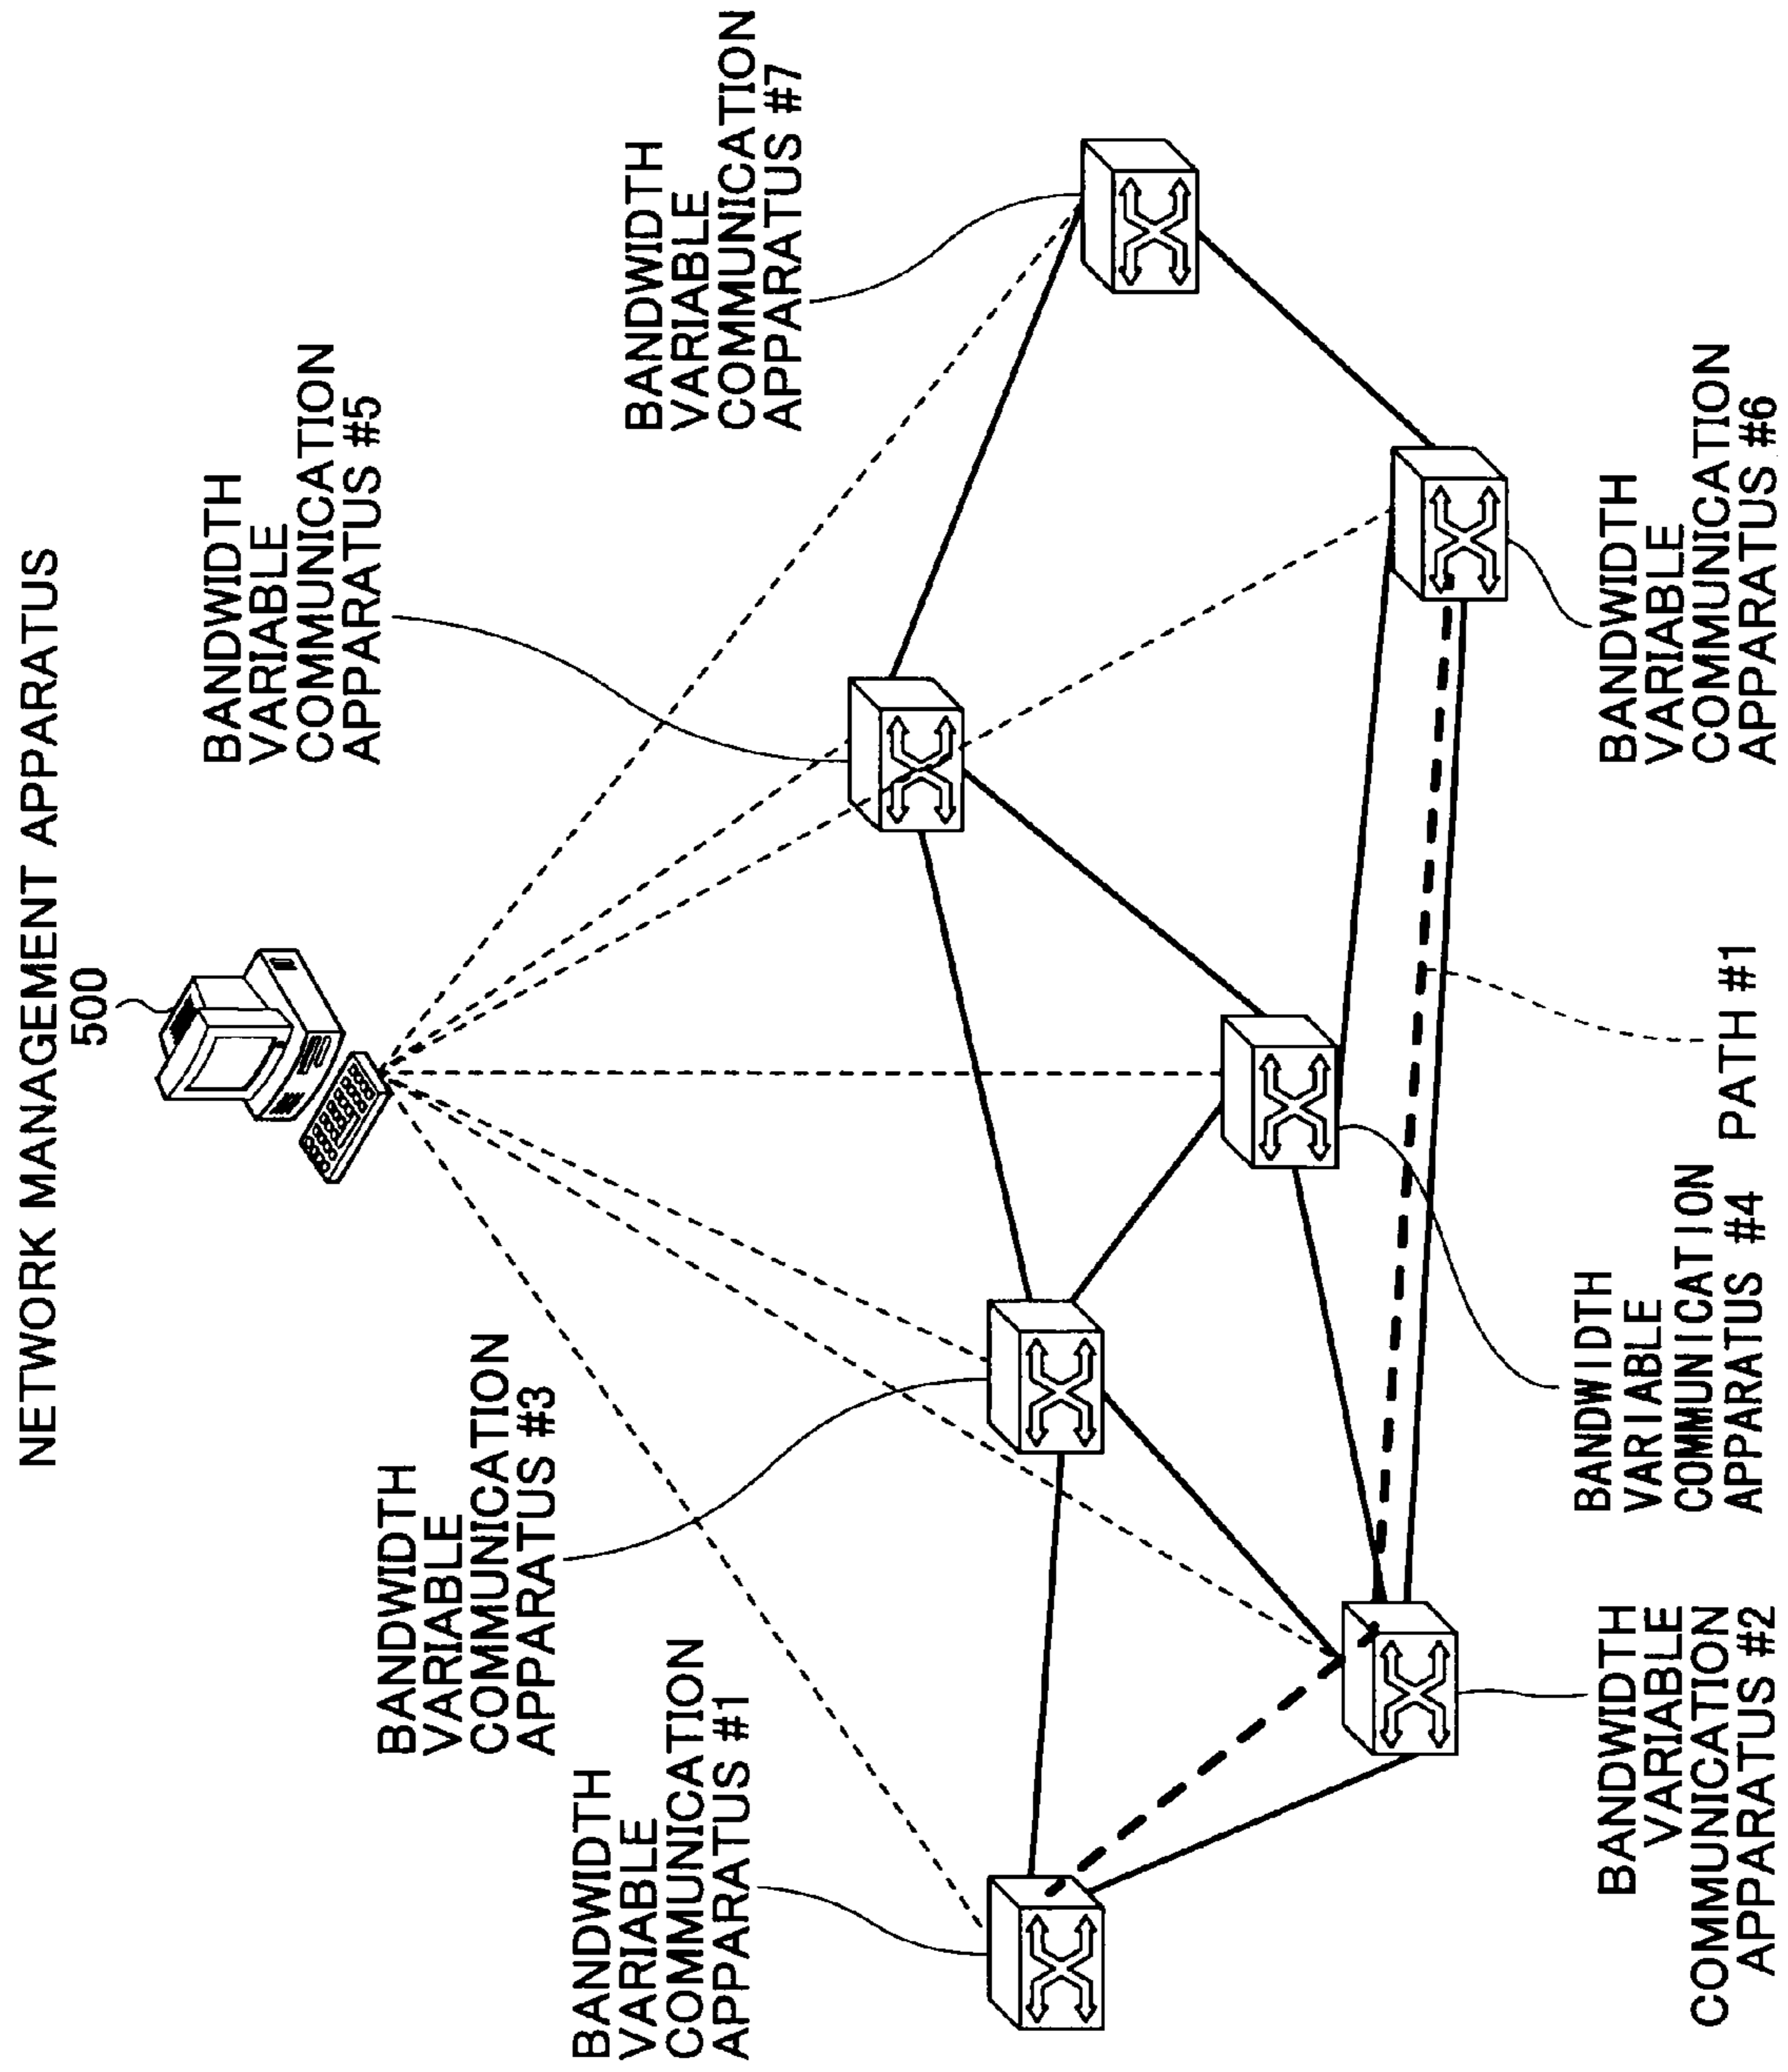 NETWORK MANAGEMENT APPARATUS
500
BANDWIDTH
VARIABLE
COMMUNICATION
APPARATUS #1
BANDWIDTH
VARIABLE
COMMUNICATION
APPARATUS #3
BANDWIDTH
VARIABLE
COMMUNICATION
APPARATUS #5
BANDWIDTH
VARIABLE
COMMUNICATION
APPARATUS #7
BANDWIDTH
VARIABLE
COMMUNICATION
APPARATUS #2
BANDWIDTH
VARIABLE
COMMUNICATION
APPARATUS #4
PATH #1
BANDWIDTH
VARIABLE
COMMUNICATION
APPARATUS #6